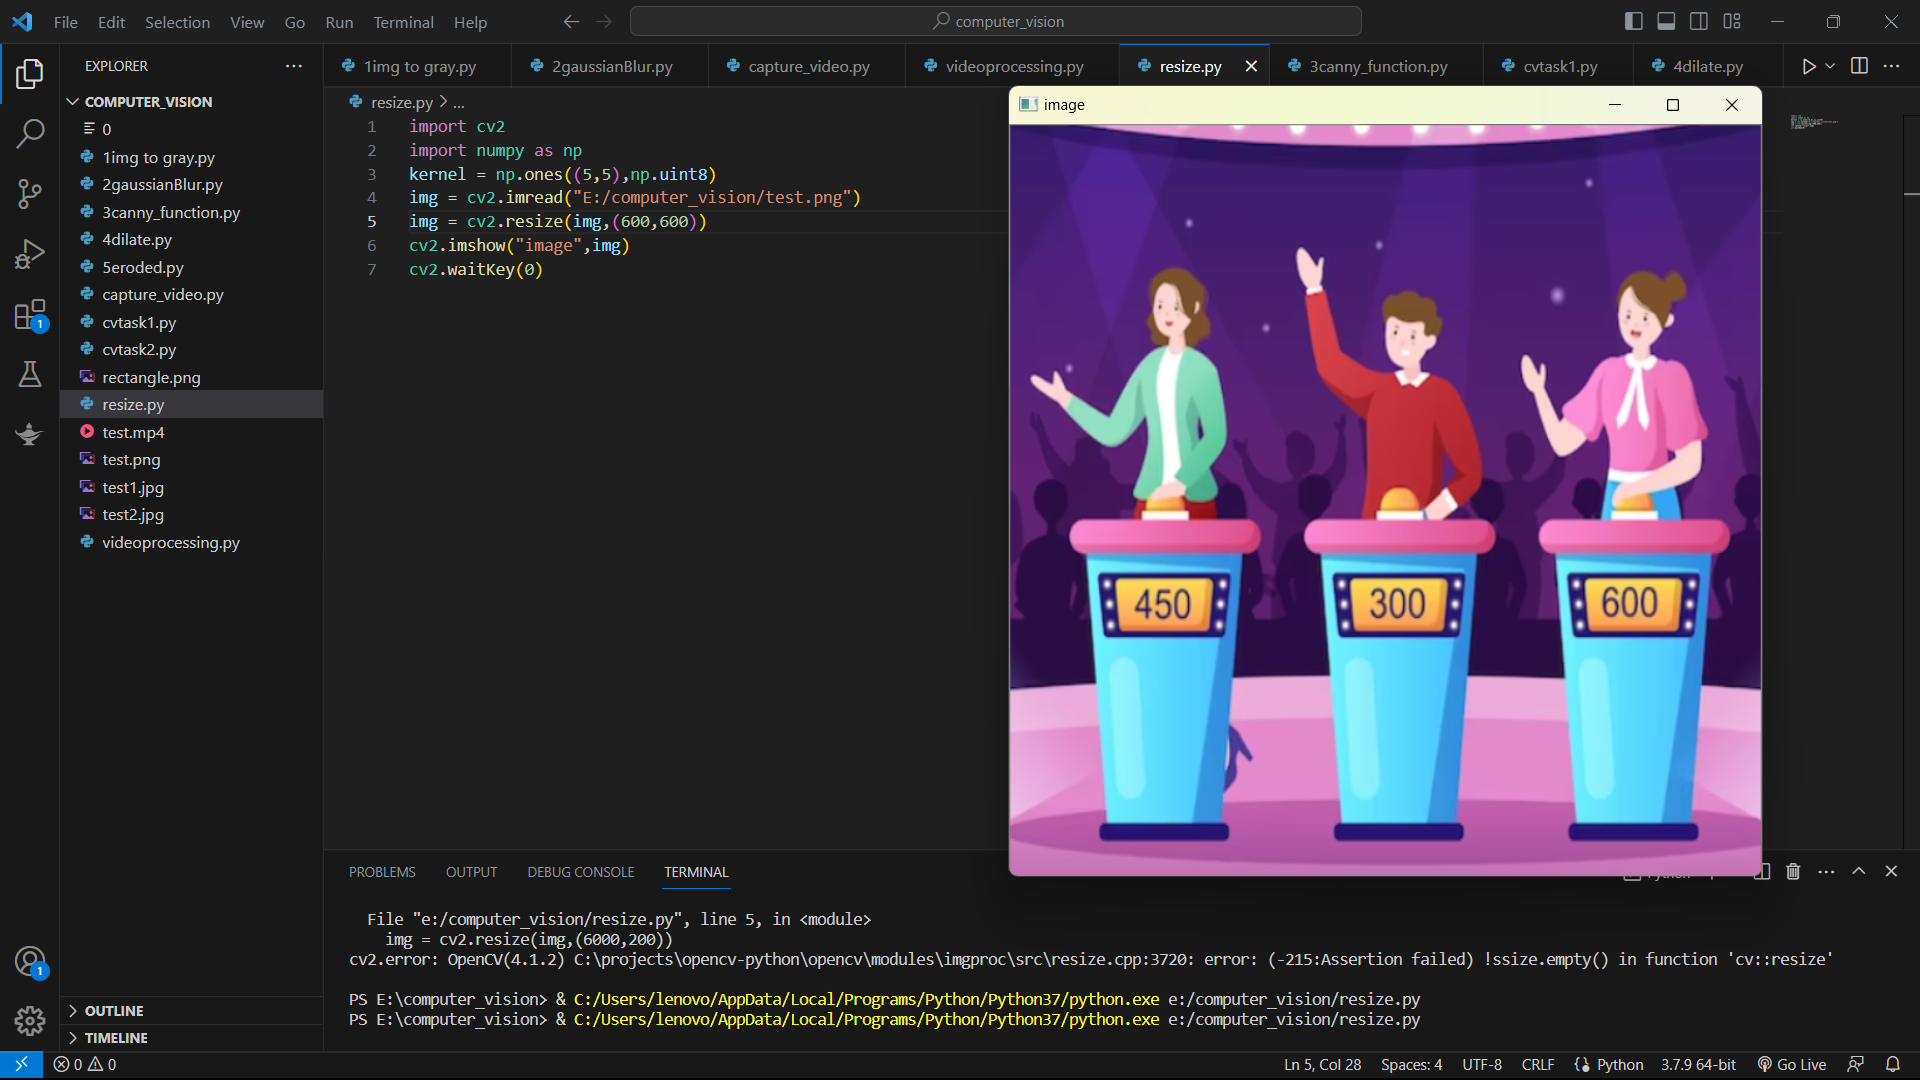 File Edit Selection View Go Run Terminal Help
computer_vision
EXPLORER
1img to gray.py
2gaussianBlur.py
capture_video.py
videoprocessing.py
resize.py
3canny_function.py
cvtask1.py
4dilate.py
COMPUTER_VISION
0
1img to gray.py
2gaussianBlur.py
3canny_function.py
4dilate.py
5eroded.py
capture_video.py
cvtask1.py
cvtask2.py
rectangle.png
resize.py
test.mp4
test.png
test1.jpg
test2.jpg
videoprocessing.py
OUTLINE
TIMELINE
1
1
resize.py > ...
1 import cv2
2 import numpy as np
3 kernel = np.ones((5,5),np.uint8)
4 img = cv2.imread("E:/computer_vision/test.png")
5 img = cv2.resize(img,(600,600))
6 cv2.imshow("image",img)
7 cv2.waitKey(0)
image
450
300
600
PROBLEMS OUTPUT DEBUG CONSOLE TERMINAL
File "e:/computer_vision/resize.py", line 5, in <module>
img = cv2.resize(img,(6000,200))
cv2.error: OpenCV(4.1.2) C:\projects\opencv-python\opencv\modules\imgproc\src\resize.cpp:3720: error: (-215:Assertion failed) !ssize.empty() in function 'cv::resize'
PS E:\computer_vision> & C:/Users/lenovo/AppData/Local/Programs/Python/Python37/python.exe e:/computer_vision/resize.py
PS E:\computer_vision> & C:/Users/lenovo/AppData/Local/Programs/Python/Python37/python.exe e:/computer_vision/resize.py
0 0
Ln 5, Col 28 Spaces: 4 UTF-8 CRLF Python 3.7.9 64-bit Go Live